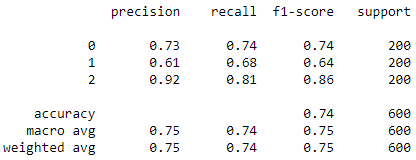 precision recall f1-score support
0 0.73 0.74 0.74 200
1 0.61 0.68 0.64 200
2 0.92 0.81 0.86 200
accuracy 0.74 600
macro avg 0.75 0.74 0.75 600
weighted avg 0.75 0.74 0.75 600